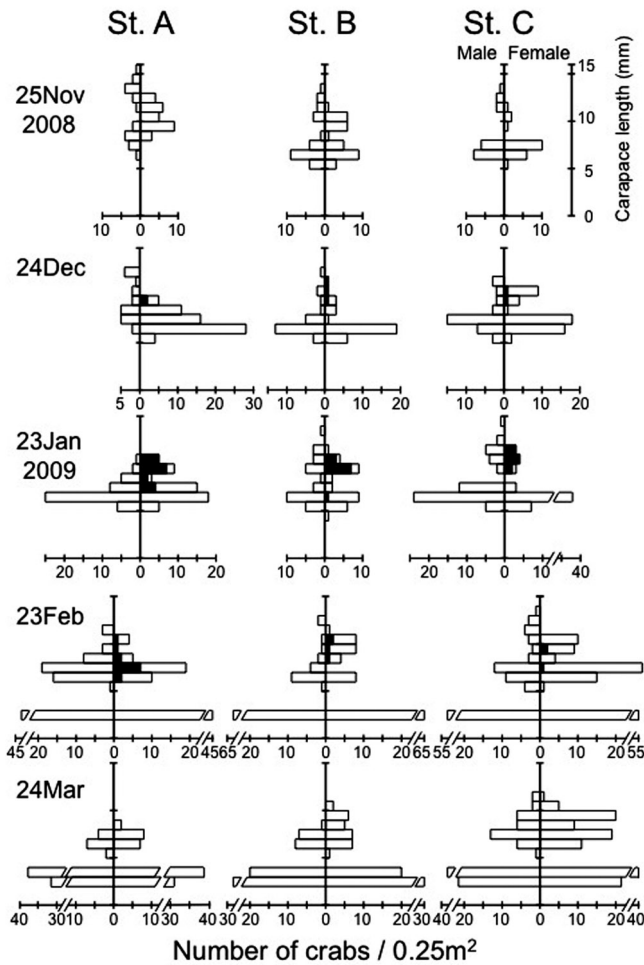 St. A St. B St. C
Male Female
25Nov
2008
15
10
5
0
Carapace length (mm)
10 0 10 10 0 10 10 0 10
24Dec
5 0 10 20 30 10 0 10 20 10 0 10 20
23Jan
2009
20 10 0 10 20 10 0 10 20 10 0 10 40
23Feb
45 20 10 0 10 20 45 65 20 10 0 10 20 65 55 20 10 0 10 20 55
24Mar
40 30 10 0 10 30 40 30 20 10 0 10 20 30 40 20 10 0 10 20 40
Number of crabs / 0.25m²